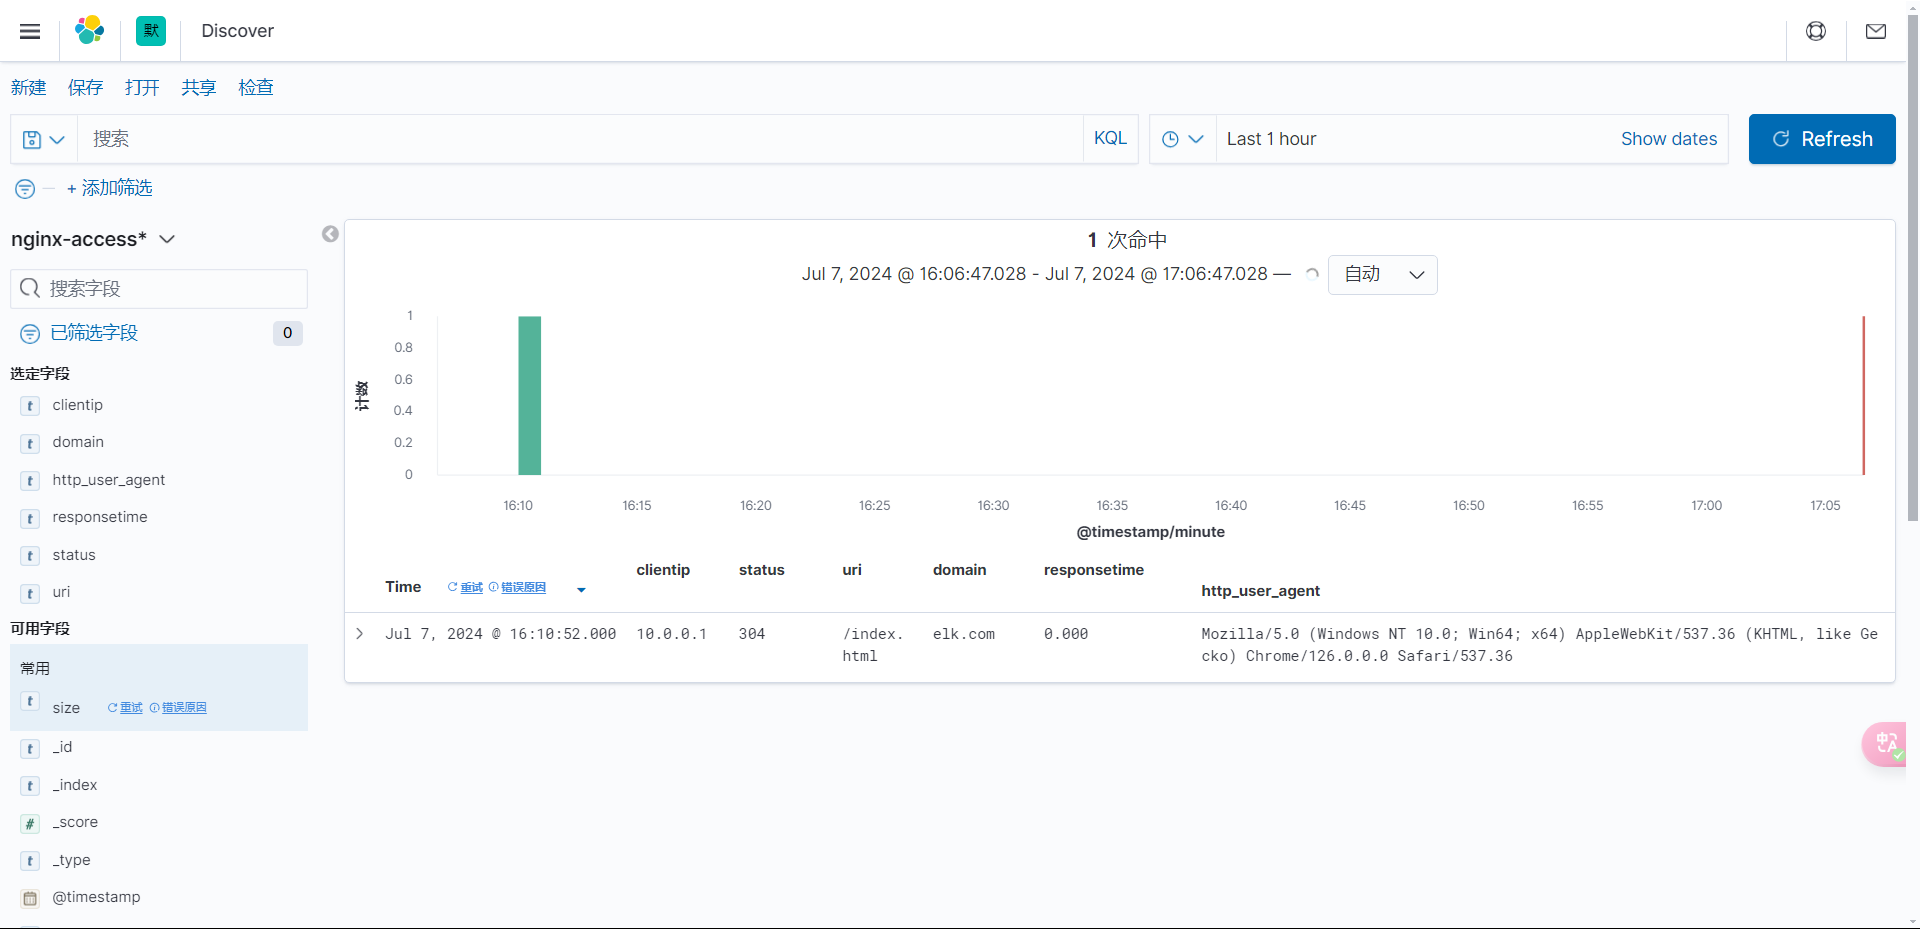 默 Discover
新建 保存 打开 共享 检查
搜索 KQL Last 1 hour Show dates Refresh
+ 添加筛选
nginx-access*
搜索字段
已筛选字段 0
选定字段
t clientip
t domain
t http_user_agent
t responsetime
t status
t uri
可用字段
常用
t size 重试 错误原因
t _id
t _index
# _score
t _type
@timestamp
1 次命中
Jul 7, 2024 @ 16:06:47.028 - Jul 7, 2024 @ 17:06:47.028 — 自动
计数
1
0.8
0.6
0.4
0.2
0
16:10 16:15 16:20 16:25 16:30 16:35 16:40 16:45 16:50 16:55 17:00 17:05
@timestamp/minute
Time 重试 错误原因 clientip status uri domain responsetime http_user_agent
Jul 7, 2024 @ 16:10:52.000 10.0.0.1 304 /index. elk.com 0.000 Mozilla/5.0 (Windows NT 10.0; Win64; x64) AppleWebKit/537.36 (KHTML, like Ge
html cko) Chrome/126.0.0.0 Safari/537.36
中 A